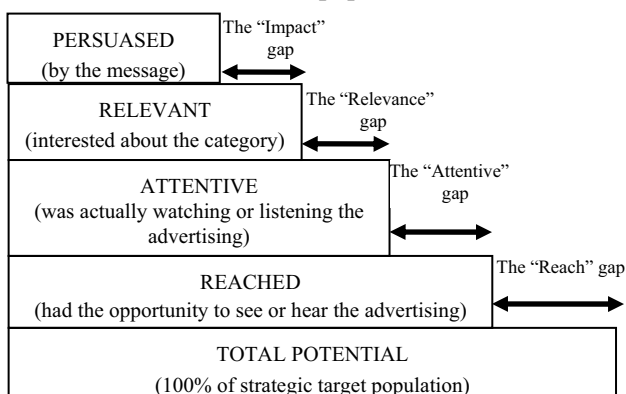 PERSUASED
(by the message)
The “Impact”
gap
RELEVANT
(interested about the category)
The “Relevance”
gap
ATTENTIVE
(was actually watching or listening the
advertising)
The “Attentive”
gap
REACHED
(had the opportunity to see or hear the advertising)
The “Reach” gap
TOTAL POTENTIAL
(100% of strategic target population)